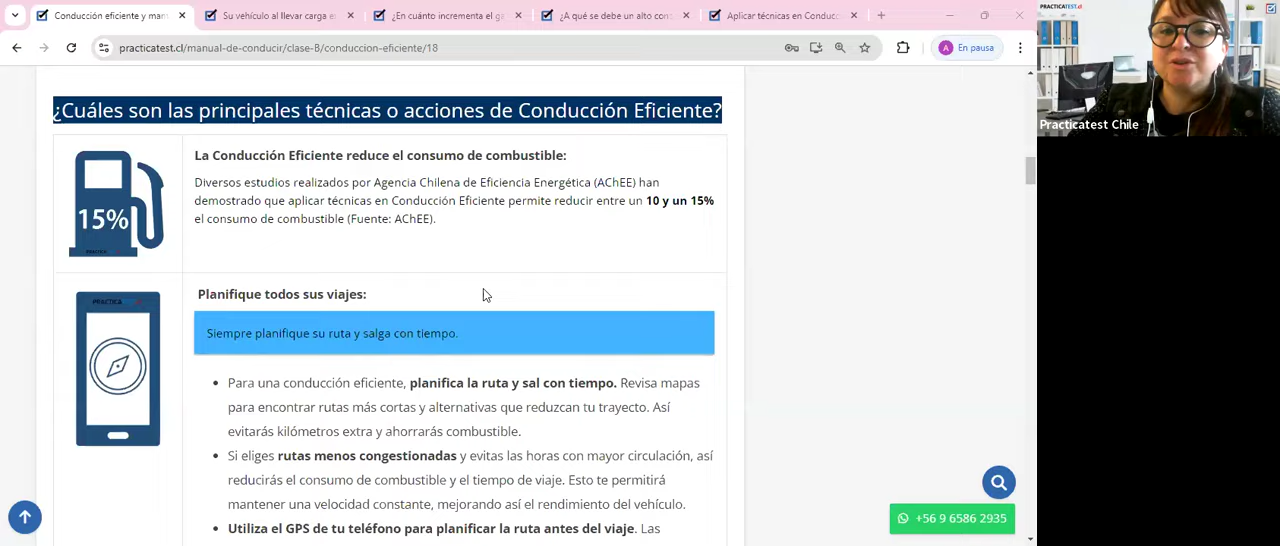 Conducción eficiente y man
Su vehículo al llevar carga e
¿En cuánto incrementa el ga
¿A qué se debe un alto con
Aplicar técnicas en Conducc
practicatest.cl/manual-de-conducir/clase-B/conduccion-eficiente/18
A
En pausa
PRACTICATEST.cl
Practicatest Chile
¿Cuáles son las principales técnicas o acciones de Conducción Eficiente?
15%
La Conducción Eficiente reduce el consumo de combustible:
Diversos estudios realizados por Agencia Chilena de Eficiencia Energética (AChEE) han
demostrado que aplicar técnicas en Conducción Eficiente permite reducir entre un 10 y un 15%
el consumo de combustible (Fuente: AChEE).
Planifique todos sus viajes:
Siempre planifique su ruta y salga con tiempo.
Para una conducción eficiente, planifica la ruta y sal con tiempo. Revisa mapas
para encontrar rutas más cortas y alternativas que reduzcan tu trayecto. Así
evitarás kilómetros extra y ahorrarás combustible.
Si eliges rutas menos congestionadas y evitas las horas con mayor circulación, así
reducirás el consumo de combustible y el tiempo de viaje. Esto te permitirá
mantener una velocidad constante, mejorando así el rendimiento del vehículo.
Utiliza el GPS de tu teléfono para planificar la ruta antes del viaje. Las
+56 9 6586 2935